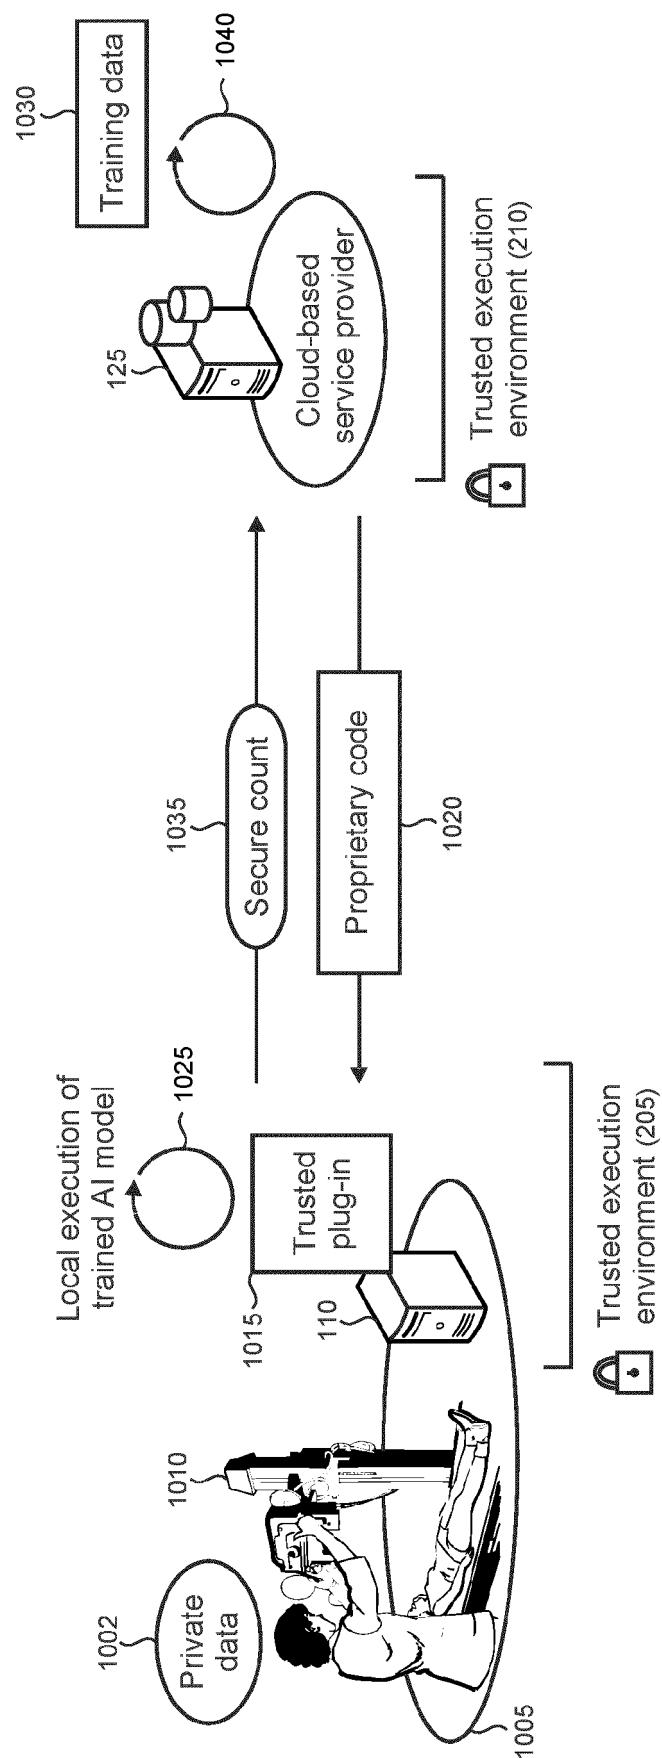 1002
Private
data
1005
1010
Local execution of
trained AI model
1025
1015
Trusted
plug-in
110
Trusted execution
environment (205)
1035
Secure count
Proprietary code
1020
1030
Training data
1040
125
Cloud-based
service provider
Trusted execution
environment (210)